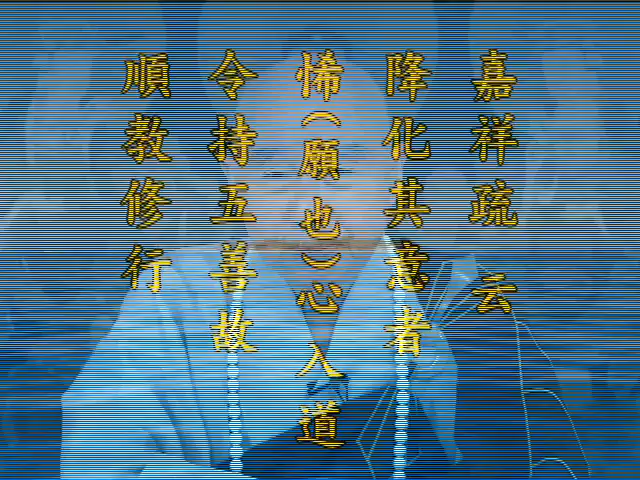 嘉祥疏 云
降化其意者
悕(願也)心入道
令持五善故
順教修行